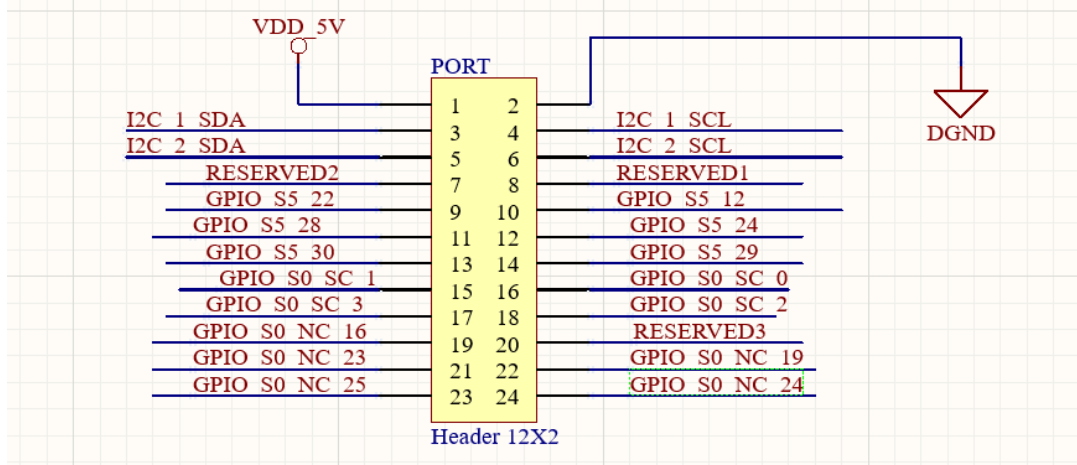 VDD_5V
PORT
1 2
DGND
I2C_1_SDA 3 4 I2C_1_SCL
I2C_2_SDA 5 6 I2C_2_SCL
RESERVED2 7 8 RESERVED1
GPIO_S5_22 9 10 GPIO_S5_12
GPIO_S5_28 11 12 GPIO_S5_24
GPIO_S5_30 13 14 GPIO_S5_29
GPIO_S0_SC_1 15 16 GPIO_S0_SC_0
GPIO_S0_SC_3 17 18 GPIO_S0_SC_2
GPIO_S0_NC_16 19 20 RESERVED3
GPIO_S0_NC_23 21 22 GPIO_S0_NC_19
GPIO_S0_NC_25 23 24 GPIO_S0_NC_24
Header 12X2